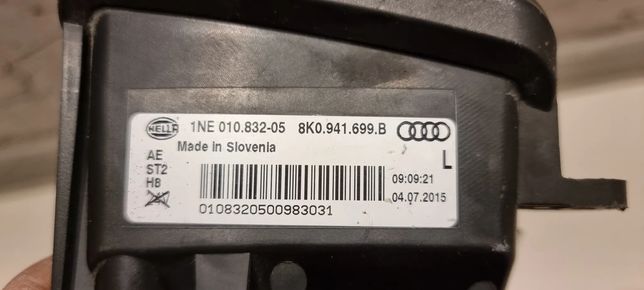 HELLA 1NE 010.832-05 8K0.941.699.B
Made in Slovenia
L
AE
ST2
HB
09:09:21
04.07.2015
0108320500983031